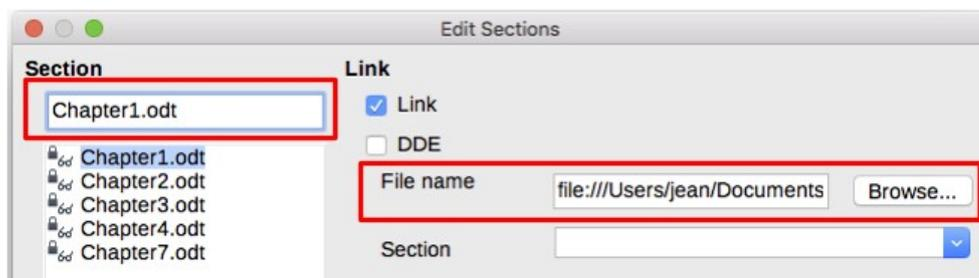 Edit Sections
Section
Chapter1.odt
Chapter1.odt
Chapter2.odt
Chapter3.odt
Chapter4.odt
Chapter7.odt
Link
Link
DDE
File name file:///Users/jean/Documents Browse...
Section